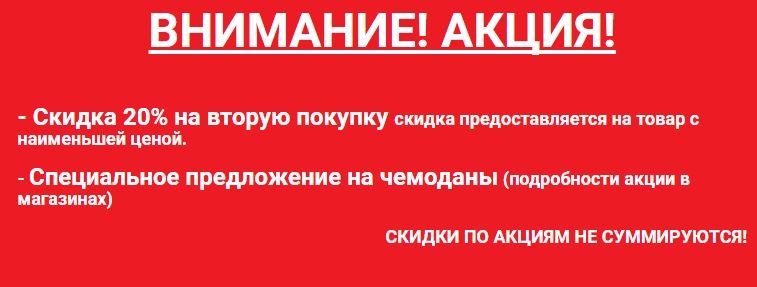 ВНИМАНИЕ! АКЦИЯ!
- Скидка 20% на вторую покупку скидка предоставляется на товар с
наименьшей ценой.
- Специальное предложение на чемоданы (подробности акции в
магазинах)
СКИДКИ ПО АКЦИЯМ НЕ СУММИРУЮТСЯ!